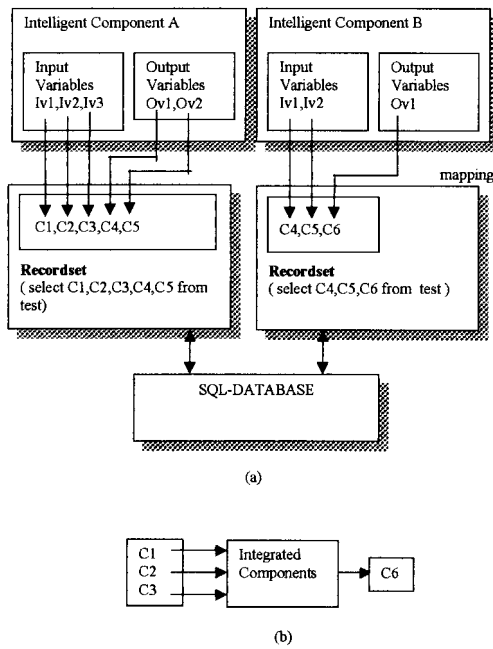 Intelligent Component A
Input
Variables
Iv1,Iv2,Iv3
Output
Variables
Ov1,Ov2
Intelligent Component B
Input
Variables
Iv1,Iv2
Output
Variables
Ov1
mapping
C1,C2,C3,C4,C5
Recordset
( select C1,C2,C3,C4,C5 from
test)
C4,C5,C6
Recordset
( select C4,C5,C6 from test )
SQL-DATABASE
(a)
C1
C2
C3
Integrated
Components
C6
(b)